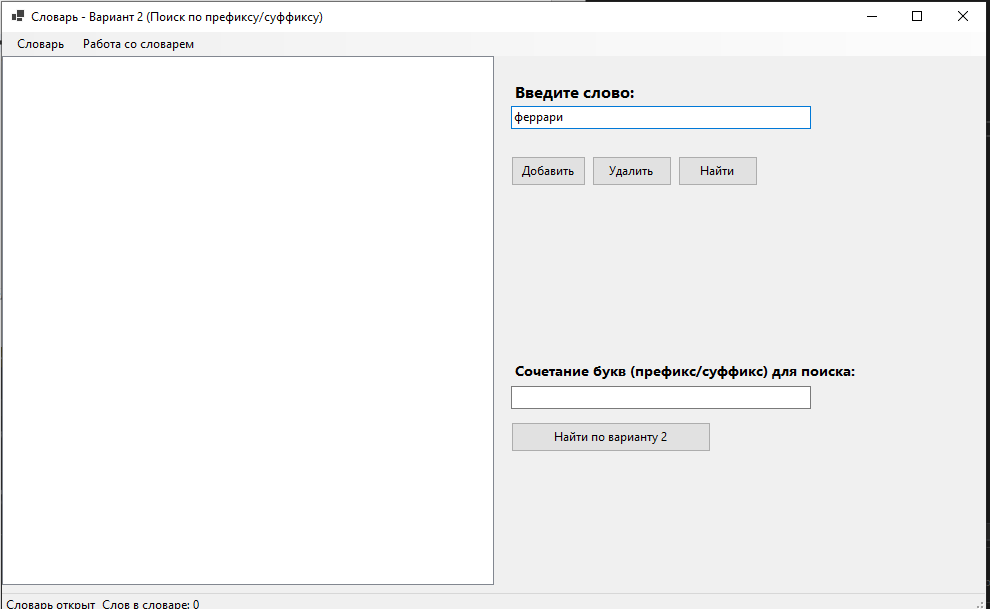 Словарь - Вариант 2 (Поиск по префиксу/суффиксу)
Словарь Работа со словарем
Введите слово:
феррари
Добавить Удалить Найти
Сочетание букв (префикс/суффикс) для поиска:
Найти по варианту 2
Словарь открыт Слов в словаре: 0